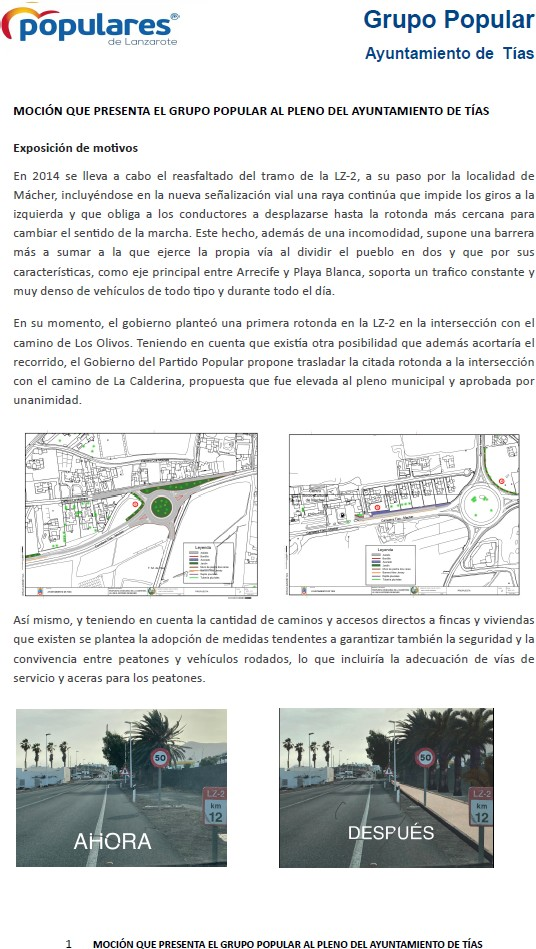 populares
de Lanzarote
Grupo Popular
Ayuntamiento de Tías
MOCIÓN QUE PRESENTA EL GRUPO POPULAR AL PLENO DEL AYUNTAMIENTO DE TÍAS
Exposición de motivos
En 2014 se lleva a cabo el reasfaltado del tramo de la LZ-2, a su paso por la localidad de
Mácher, incluyéndose en la nueva señalización vial una raya continúa que impide los giros a la
izquierda y que obliga a los conductores a desplazarse hasta la rotonda más cercana para
cambiar el sentido de la marcha. Este hecho, además de una incomodidad, supone una barrera
más a sumar a la que ejerce la propia vía al dividir el pueblo en dos y que por sus
características, como eje principal entre Arrecife y Playa Blanca, soporta un trafico constante y
muy denso de vehículos de todo tipo y durante todo el día.
En su momento, el gobierno planteó una primera rotonda en la LZ-2 en la intersección con el
camino de Los Olivos. Teniendo en cuenta que existía otra posibilidad que además acortaría el
recorrido, el Gobierno del Partido Popular propone trasladar la citada rotonda a la intersección
con el camino de La Calderina, propuesta que fue elevada al pleno municipal y aprobada por
unanimidad.
Leyenda
Leyenda
Así mismo, y teniendo en cuenta la cantidad de caminos y accesos directos a fincas y viviendas
que existen se plantea la adopción de medidas tendentes a garantizar también la seguridad y la
convivencia entre peatones y vehículos rodados, lo que incluiría la adecuación de vías de
servicio y aceras para los peatones.
50
LZ-2
km
12
AHORA
50
LZ-2
km
12
DESPUÉS
1 MOCIÓN QUE PRESENTA EL GRUPO POPULAR AL PLENO DEL AYUNTAMIENTO DE TÍAS